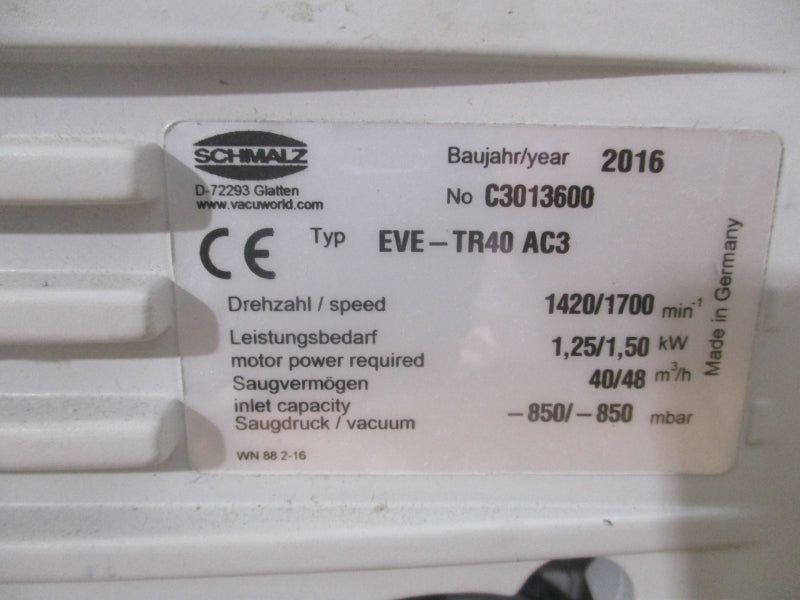 SCHMALZ
D-72293 Glatten
www.vacuworld.com
Baujahr/year 2016
No C3013600
CE Typ EVE-TR40 AC3
Drehzahl / speed 1420/1700 min⁻¹
Leistungsbedarf
motor power required 1,25/1,50 kW
Saugvermögen
inlet capacity 40/48 m³/h
Saugdruck / vacuum -850/-850 mbar
WN 88 2-16
Made in Germany